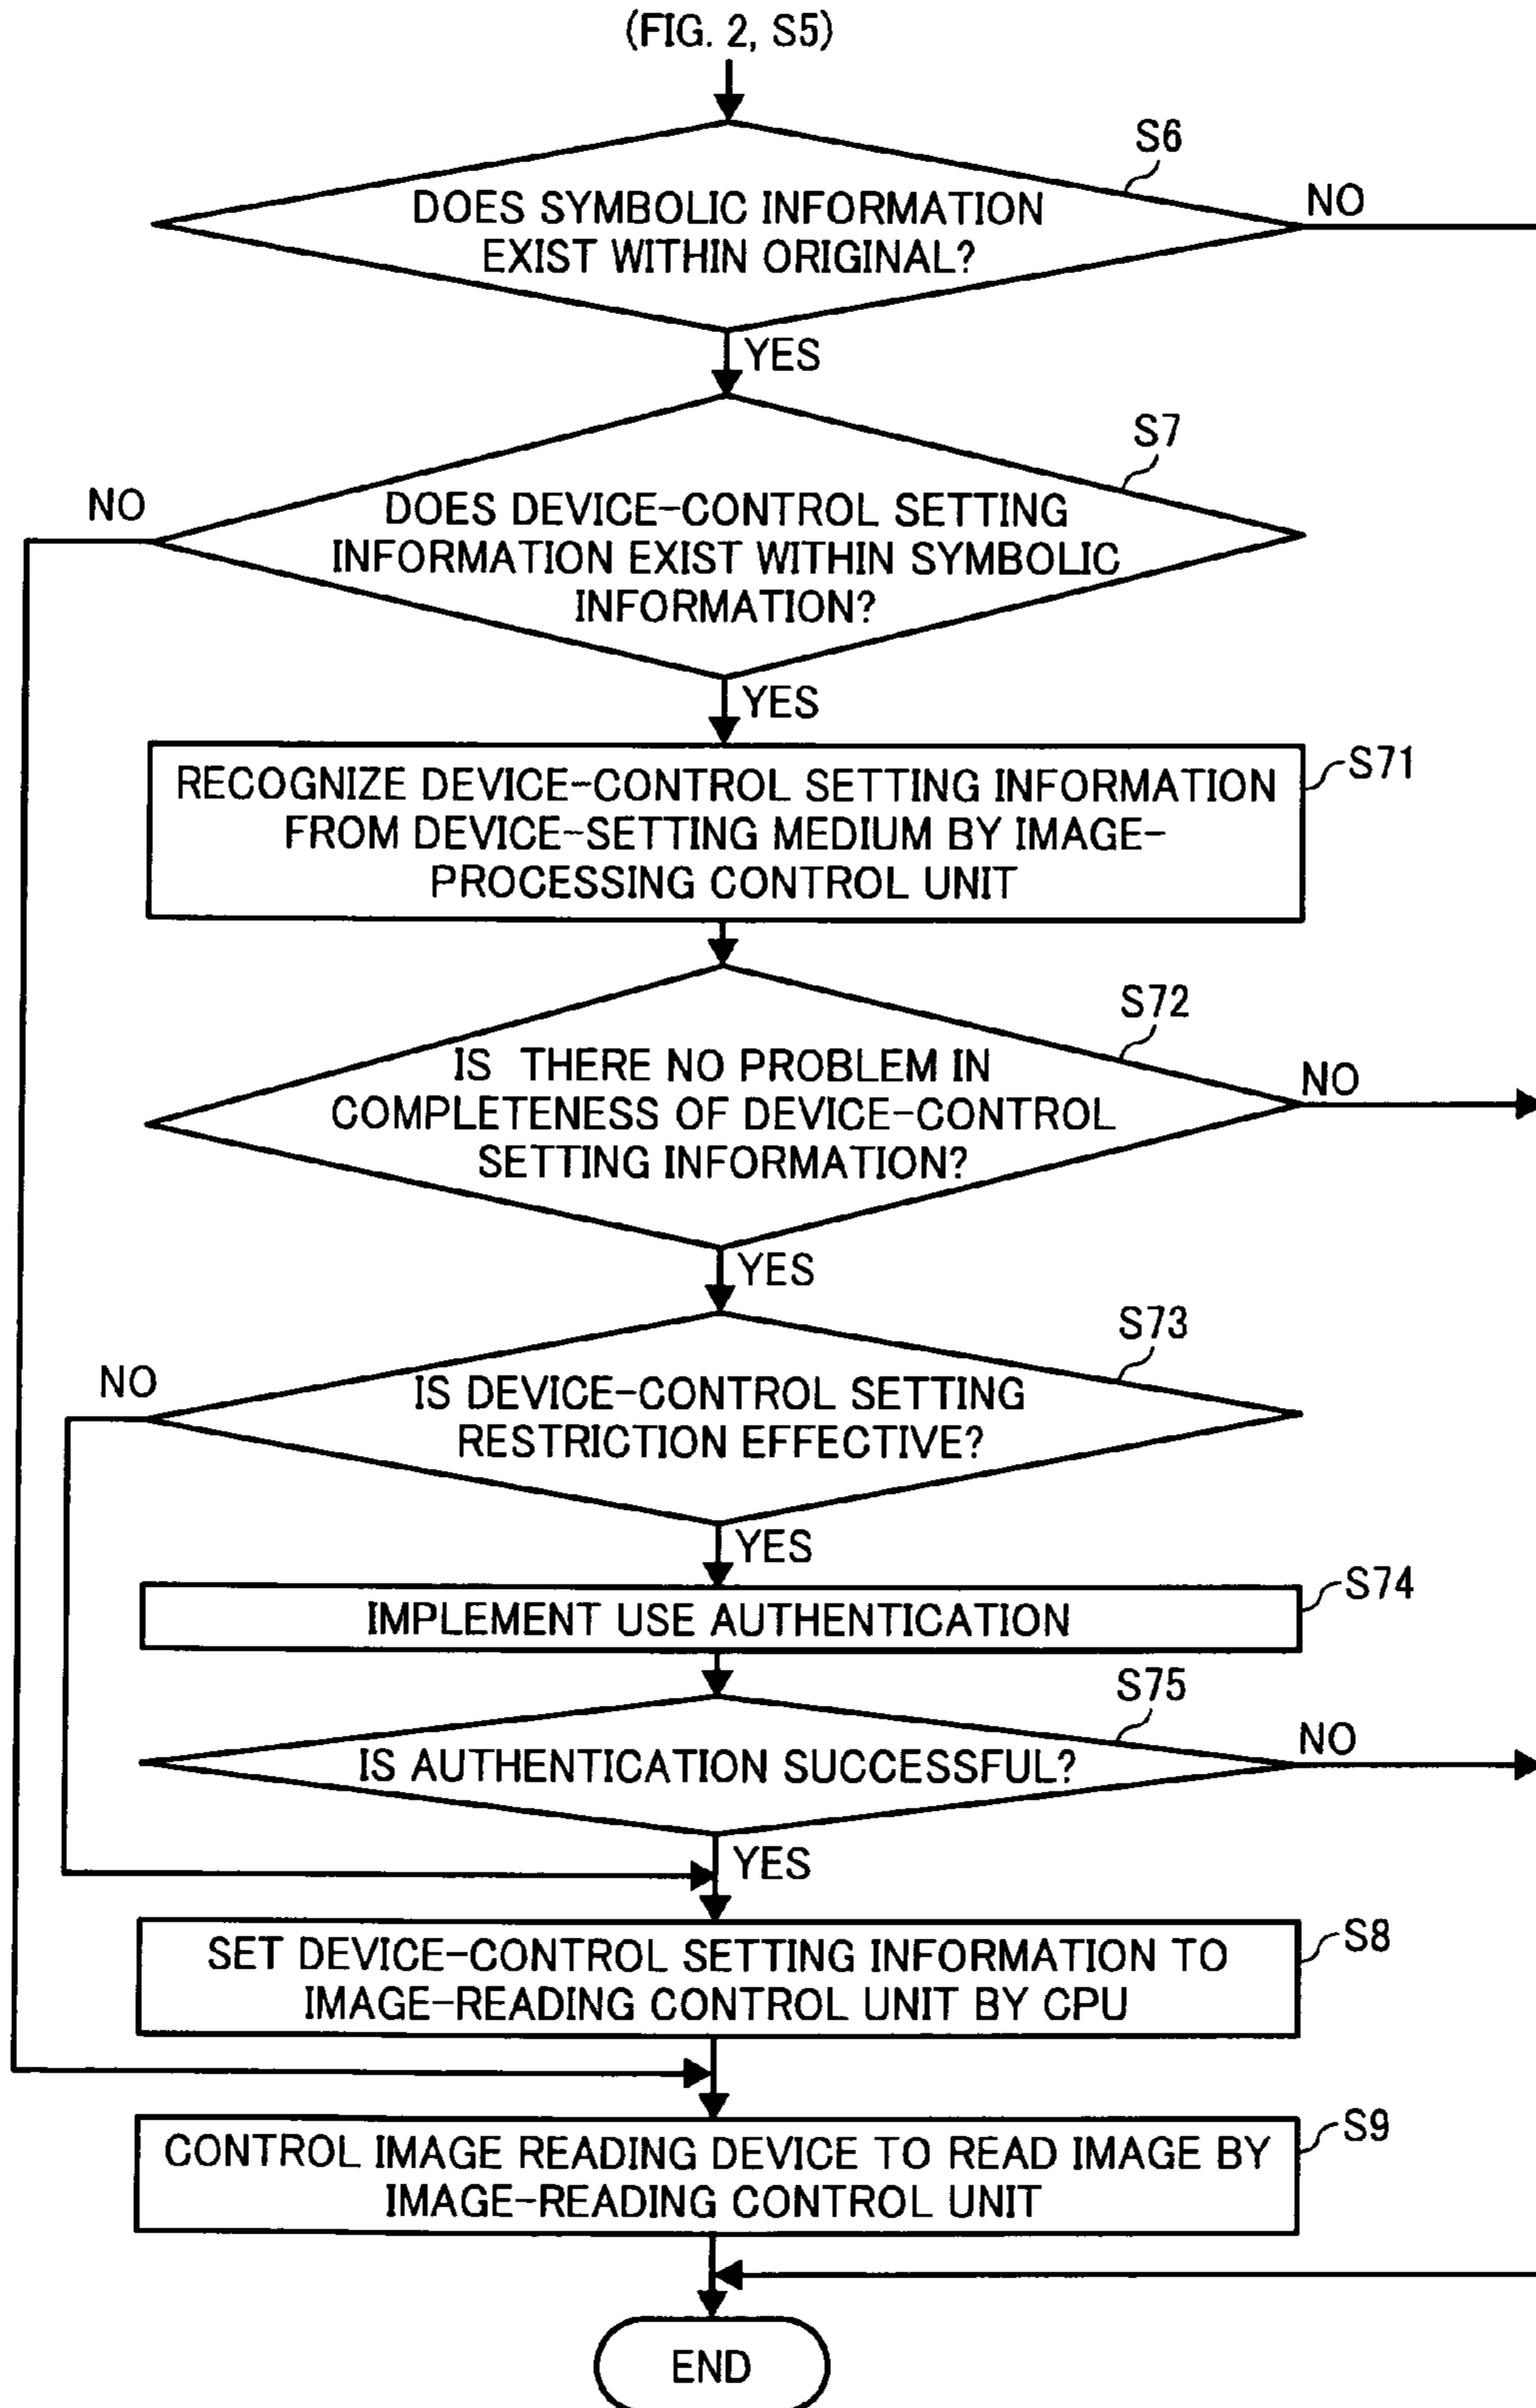 (FIG. 2, S5)
S6
DOES SYMBOLIC INFORMATION
EXIST WITHIN ORIGINAL?
NO
YES
S7
NO
DOES DEVICE-CONTROL SETTING
INFORMATION EXIST WITHIN SYMBOLIC
INFORMATION?
YES
S71
RECOGNIZE DEVICE-CONTROL SETTING INFORMATION
FROM DEVICE-SETTING MEDIUM BY IMAGE-
PROCESSING CONTROL UNIT
S72
IS THERE NO PROBLEM IN
COMPLETENESS OF DEVICE-CONTROL
SETTING INFORMATION?
NO
YES
S73
NO
IS DEVICE-CONTROL SETTING
RESTRICTION EFFECTIVE?
YES
S74
IMPLEMENT USE AUTHENTICATION
S75
IS AUTHENTICATION SUCCESSFUL?
NO
YES
S8
SET DEVICE-CONTROL SETTING INFORMATION TO
IMAGE-READING CONTROL UNIT BY CPU
S9
CONTROL IMAGE READING DEVICE TO READ IMAGE BY
IMAGE-READING CONTROL UNIT
END